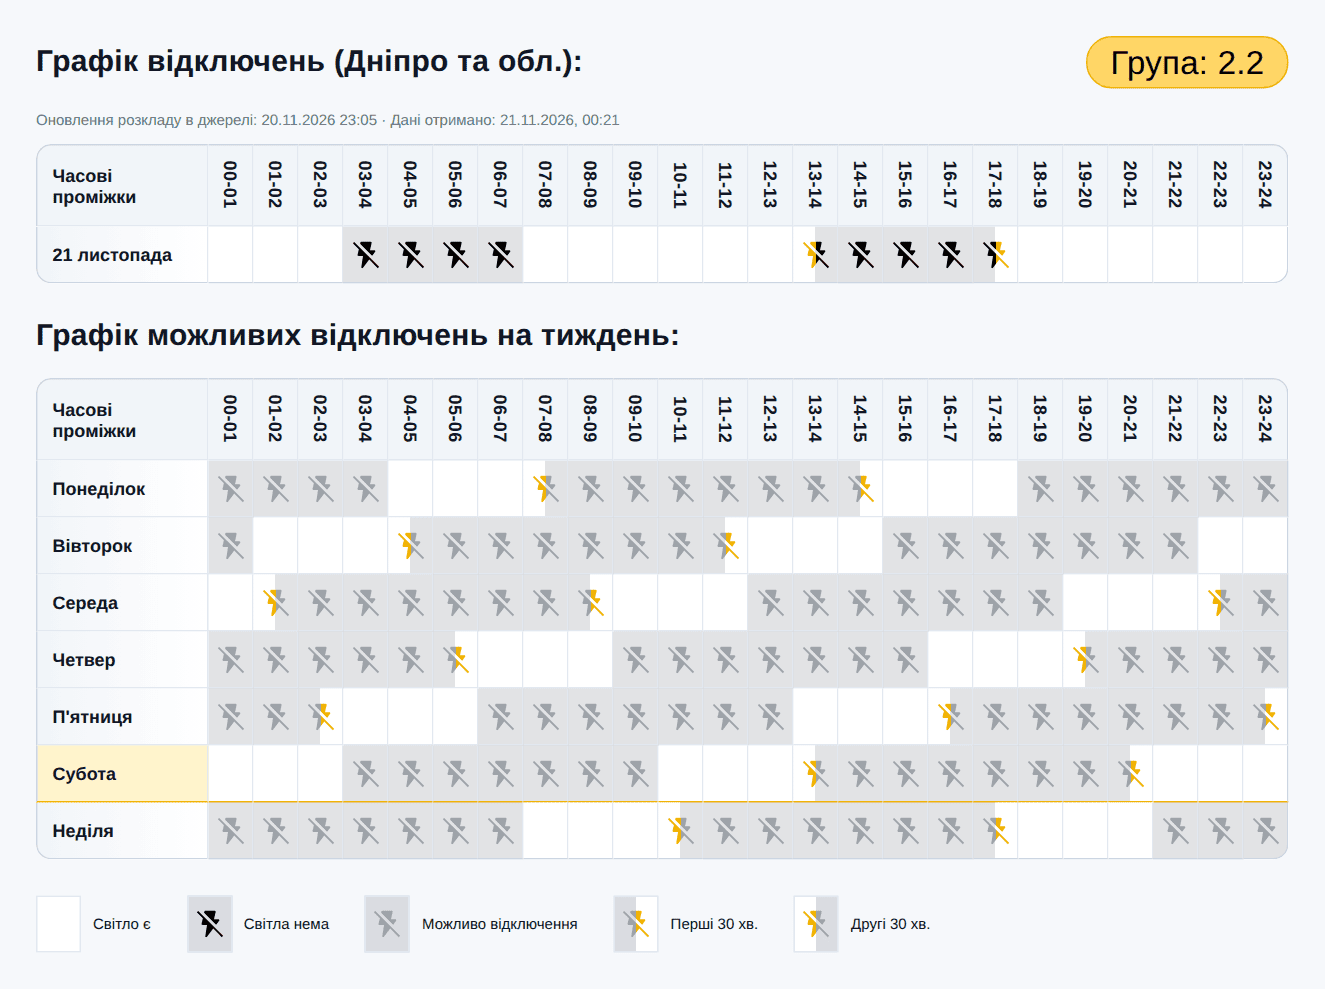 Графік відключень (Дніпро та обл.):
Група: 2.2
Оновлення розкладу в джерелі: 20.11.2026 23:05 · Дані отримано: 21.11.2026, 00:21
Часові проміжки 00-01 01-02 02-03 03-04 04-05 05-06 06-07 07-08 08-09 09-10 10-11 11-12 12-13 13-14 14-15 15-16 16-17 17-18 18-19 19-20 20-21 21-22 22-23 23-24
21 листопада
Графік можливих відключень на тиждень:
Часові проміжки 00-01 01-02 02-03 03-04 04-05 05-06 06-07 07-08 08-09 09-10 10-11 11-12 12-13 13-14 14-15 15-16 16-17 17-18 18-19 19-20 20-21 21-22 22-23 23-24
Понеділок
Вівторок
Середа
Четвер
П'ятниця
Субота
Неділя
Світло є Світла нема Можливо відключення Перші 30 хв. Другі 30 хв.